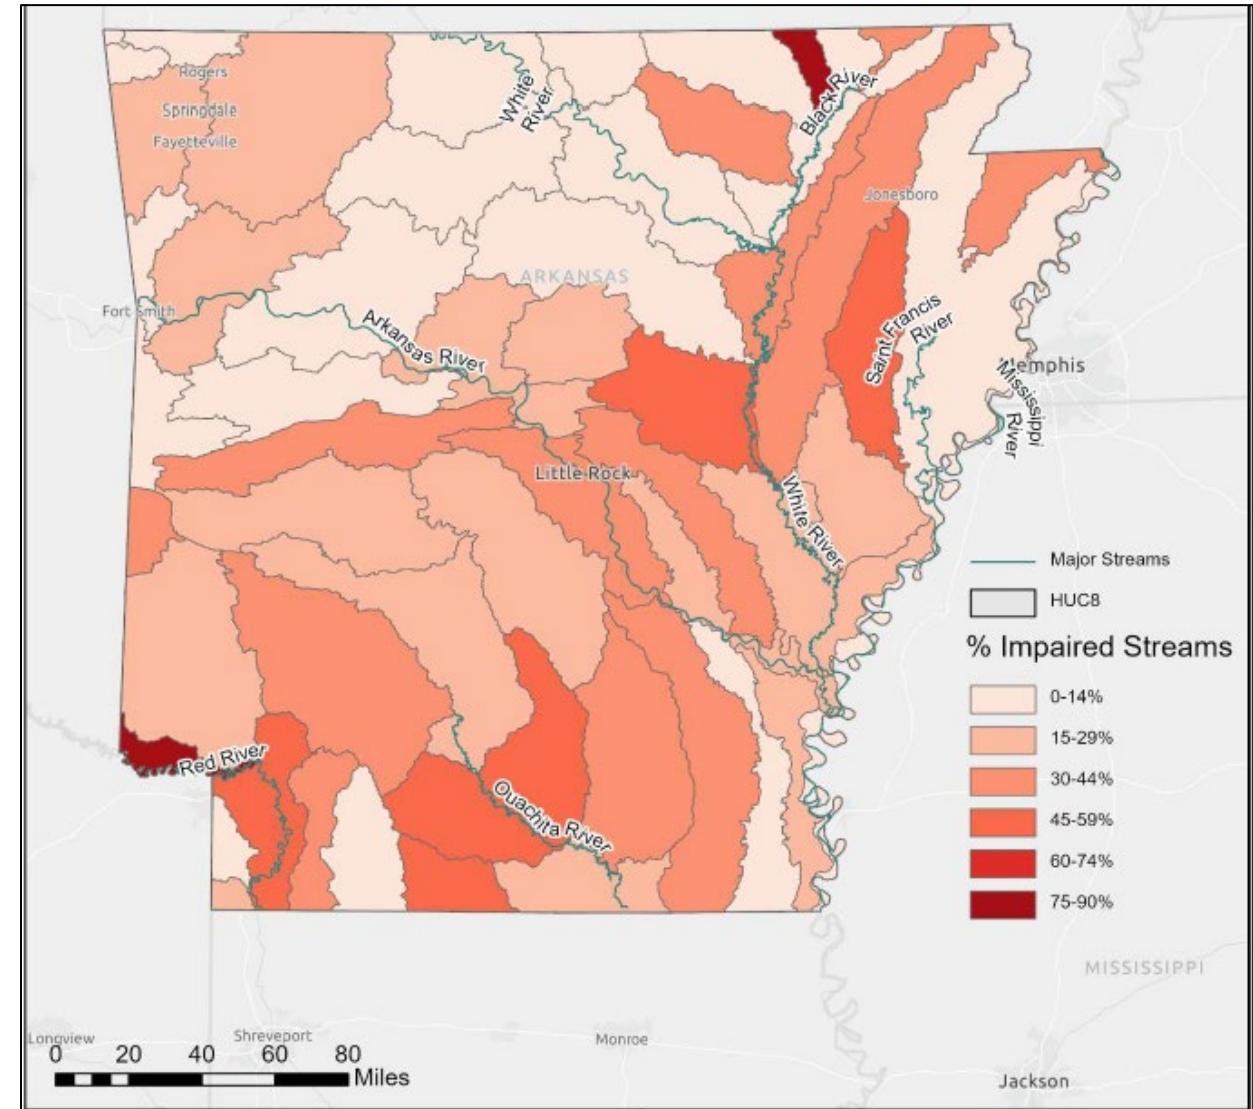 Rogers
Springdale
Fayetteville
White
River
Black River
Jonesboro
ARKANSAS
Fort Smith
Arkansas River
Saint Francis
River
Memphis
Mississippi
River
Little Rock
White River
Major Streams
HUC8
% Impaired Streams
0-14%
15-29%
30-44%
45-59%
60-74%
75-90%
Red River
Ouachita River
MISSISSIPPI
Longview
Shreveport
Monroe
Jackson
0 20 40 60 80
Miles